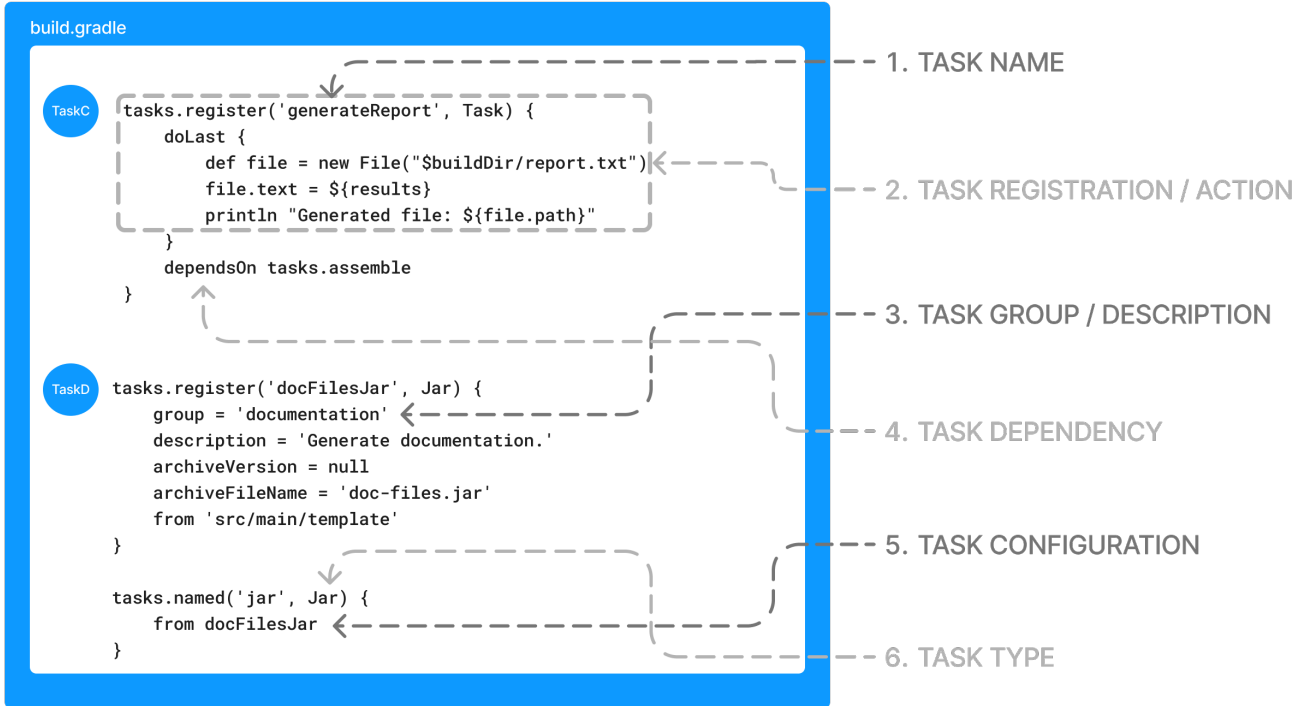 build.gradle
TaskC
tasks.register('generateReport', Task) {
    doLast {
        def file = new File("$buildDir/report.txt")
        file.text = ${results}
        println "Generated file: ${file.path}"
    }
    dependsOn tasks.assemble
}
TaskD
tasks.register('docFilesJar', Jar) {
    group = 'documentation'
    description = 'Generate documentation.'
    archiveVersion = null
    archiveFileName = 'doc-files.jar'
    from 'src/main/template'
}
tasks.named('jar', Jar) {
    from docFilesJar
}
1. TASK NAME
2. TASK REGISTRATION / ACTION
3. TASK GROUP / DESCRIPTION
4. TASK DEPENDENCY
5. TASK CONFIGURATION
6. TASK TYPE